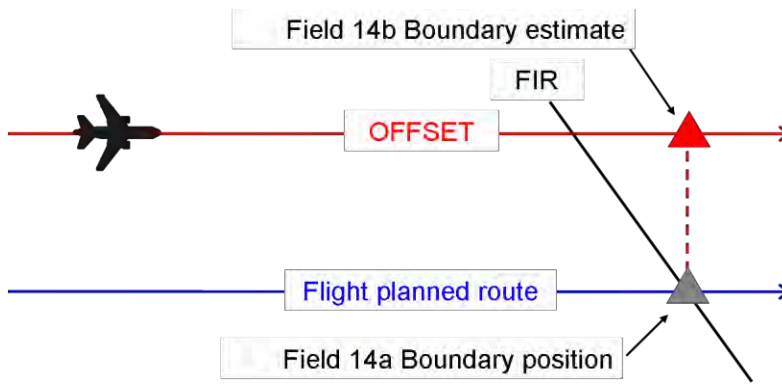 Field 14b Boundary estimate
FIR
OFFSET
Flight planned route
Field 14a Boundary position